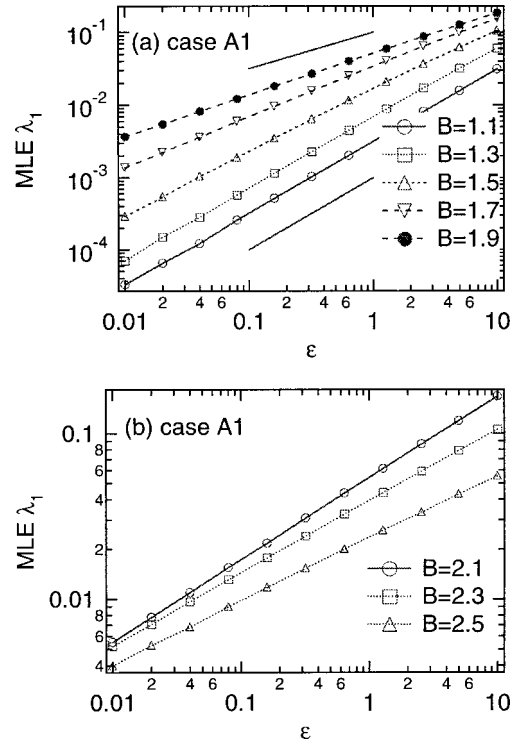 (a) case A1
MLE λ₁
10⁻¹
10⁻²
10⁻³
10⁻⁴
B=1.1
B=1.3
B=1.5
B=1.7
B=1.9
0.01 2 4 6 0.1 2 4 6 1 2 4 6 10
ε
(b) case A1
MLE λ₁
0.1
8
6
4
2
0.01
8
6
4
B=2.1
B=2.3
B=2.5
0.01 2 4 6 0.1 2 4 6 1 2 4 6 10
ε